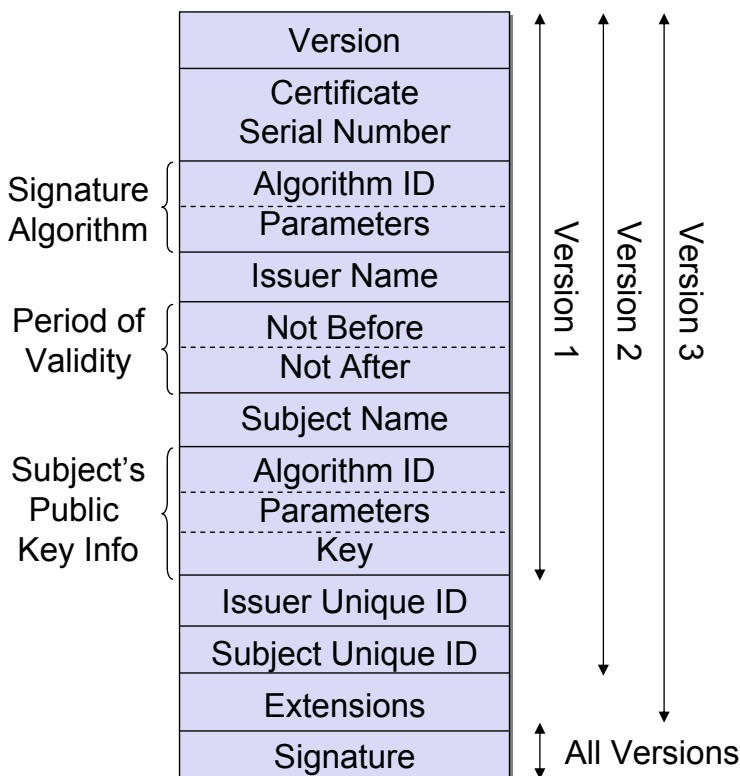 Version
Certificate
Serial Number
Signature
Algorithm
Algorithm ID
Parameters
Issuer Name
Period of
Validity
Not Before
Not After
Subject Name
Subject's
Public
Key Info
Algorithm ID
Parameters
Key
Issuer Unique ID
Subject Unique ID
Extensions
Signature
Version 1
Version 2
Version 3
All Versions